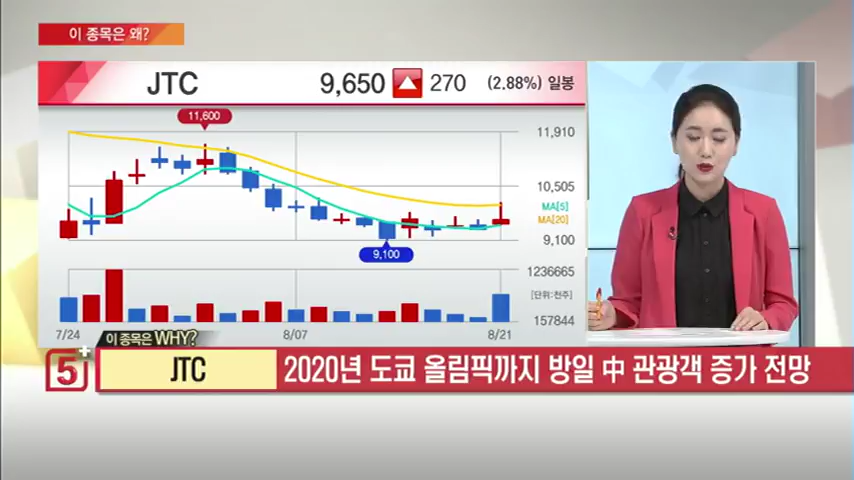 이 종목은 왜?
JTC 9,650 270 (2.88%) 일봉
11,600
11,910
10,505
MA[5]
MA[20]
9,100
9,100
1236665
[단위:천주]
157844
7/24 8/07 8/21
이 종목은 WHY?
5+ JTC 2020년 도쿄 올림픽까지 방일 中 관광객 증가 전망